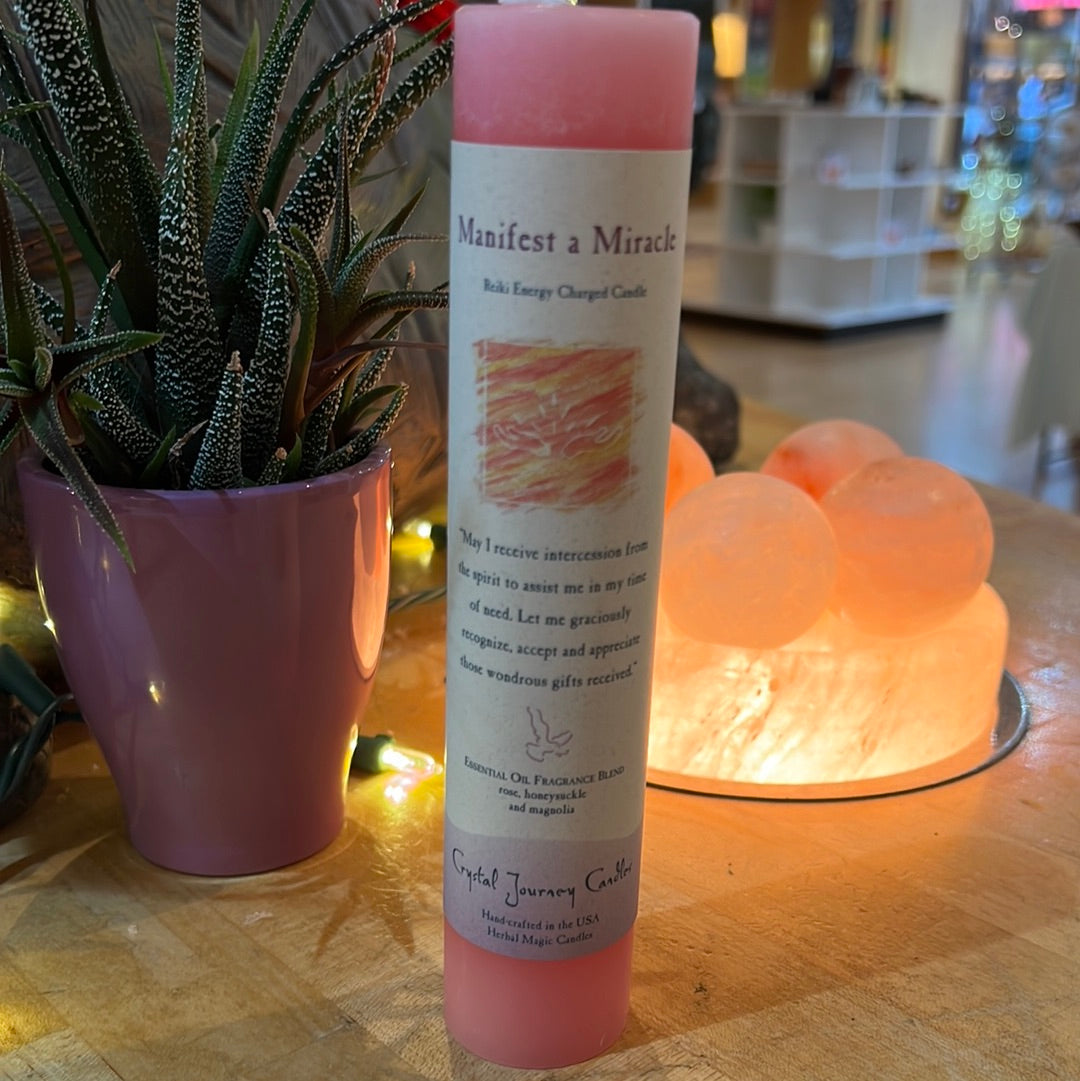 Manifest a Miracle
Reiki Energy Charged Candle
"May I receive intercession from
the spirit to assist me in my time
of need. Let me graciously
recognize, accept and appreciate
those wondrous gifts received."
ESSENTIAL OIL FRAGRANCE BLEND
rose, honeysuckle
and magnolia
Crystal Journey Candles
Hand-crafted in the USA
Herbal Magic Candles